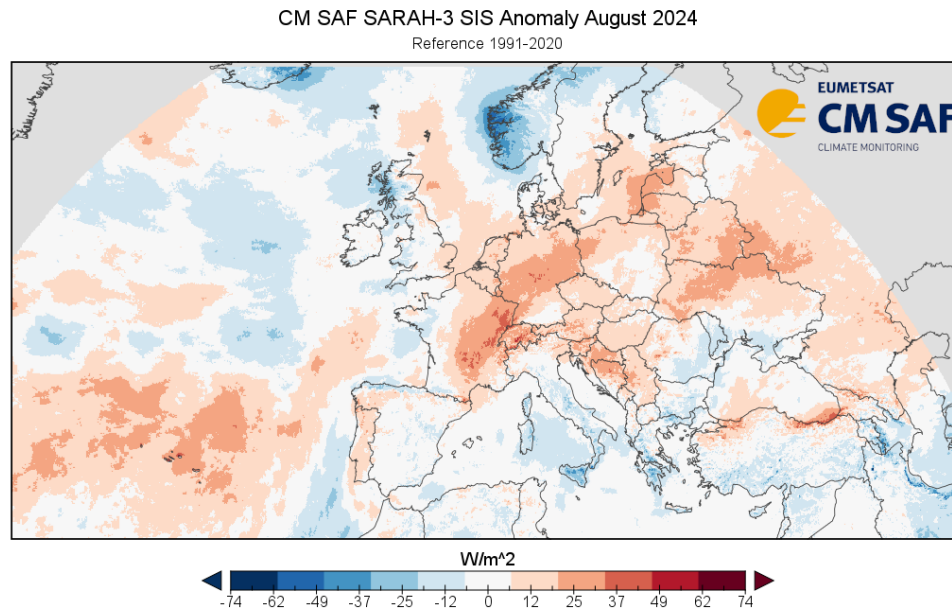 CM SAF SARAH-3 SIS Anomaly August 2024
Reference 1991-2020
EUMETSAT
CM SAF
CLIMATE MONITORING
W/m^2
-74 -62 -49 -37 -25 -12 0 12 25 37 49 62 74